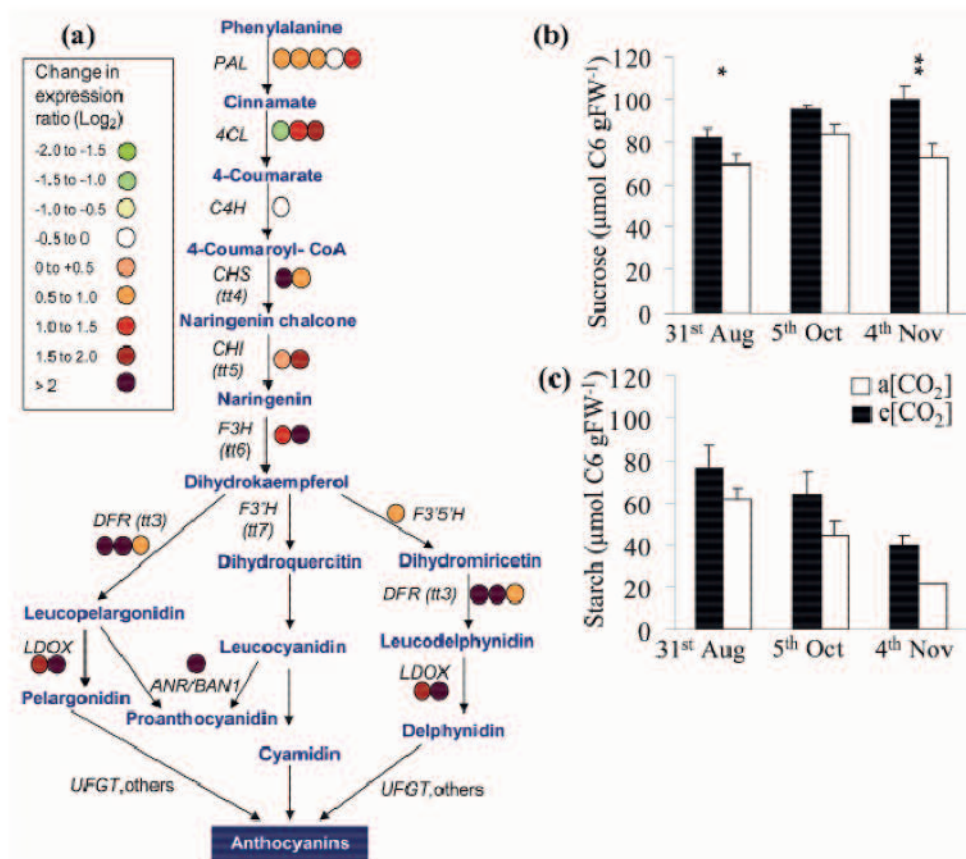 (a)
Phenylalanine
PAL
Cinnamate
4CL
4-Coumarate
C4H
4-Coumaroyl- CoA
CHS
(tt4)
Naringenin chalcone
CHI
(tt5)
Naringenin
F3H
(tt6)
Dihydrokaempferol
DFR (tt3)
F3'H
(tt7)
F3'5'H
Dihydroquercitin
Dihydromiricetin
DFR (tt3)
Leucopelargonidin
Leucocyanidin
Leucodelphynidin
LDOX
ANR/BAN1
LDOX
Pelargonidin
Proanthocyanidin
Delphynidin
Cyamidin
UFGT,others
UFGT,others
Anthocyanins
Change in
expression
ratio (Log2)
-2.0 to -1.5
-1.5 to -1.0
-1.0 to -0.5
-0.5 to 0
0 to +0.5
0.5 to 1.0
1.0 to 1.5
1.5 to 2.0
> 2
(b)
Sucrose (µmol C6 gFW-1)
120
100
80
60
40
20
0
*
**
31st Aug
5th Oct
4th Nov
(c)
Starch (µmol C6 gFW-1)
120
100
80
60
40
20
0
a[CO2]
e[CO2]
31st Aug
5th Oct
4th Nov